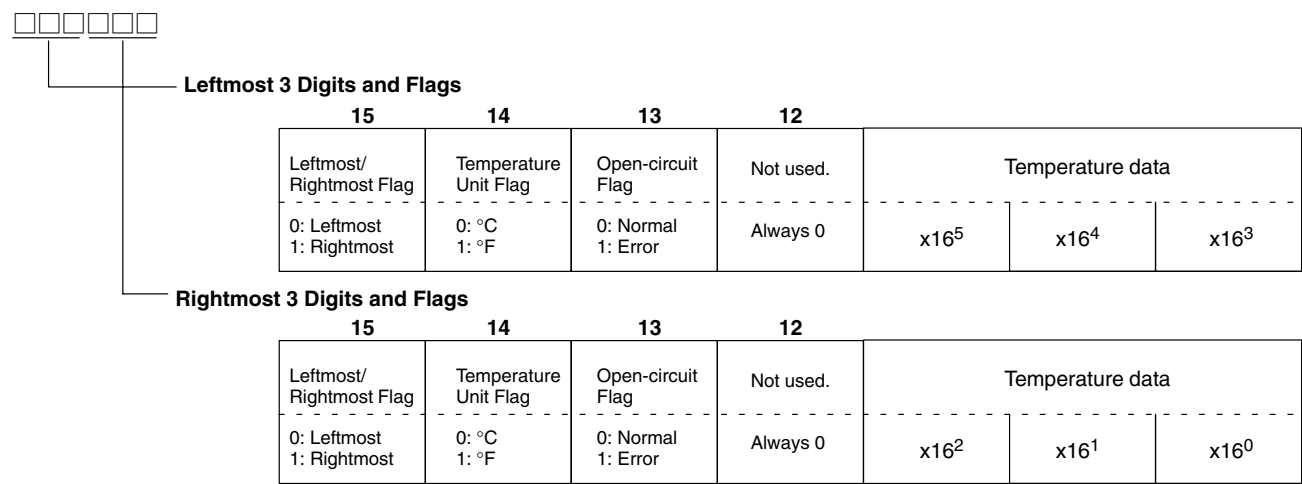 □□□□□□
Leftmost 3 Digits and Flags
15 14 13 12
Leftmost/ Temperature Open-circuit Not used. Temperature data
Rightmost Flag Unit Flag Flag
0: Leftmost 0: °C 0: Normal Always 0 x16⁵ x16⁴ x16³
1: Rightmost 1: °F 1: Error
Rightmost 3 Digits and Flags
15 14 13 12
Leftmost/ Temperature Open-circuit Not used. Temperature data
Rightmost Flag Unit Flag Flag
0: Leftmost 0: °C 0: Normal Always 0 x16² x16¹ x16⁰
1: Rightmost 1: °F 1: Error